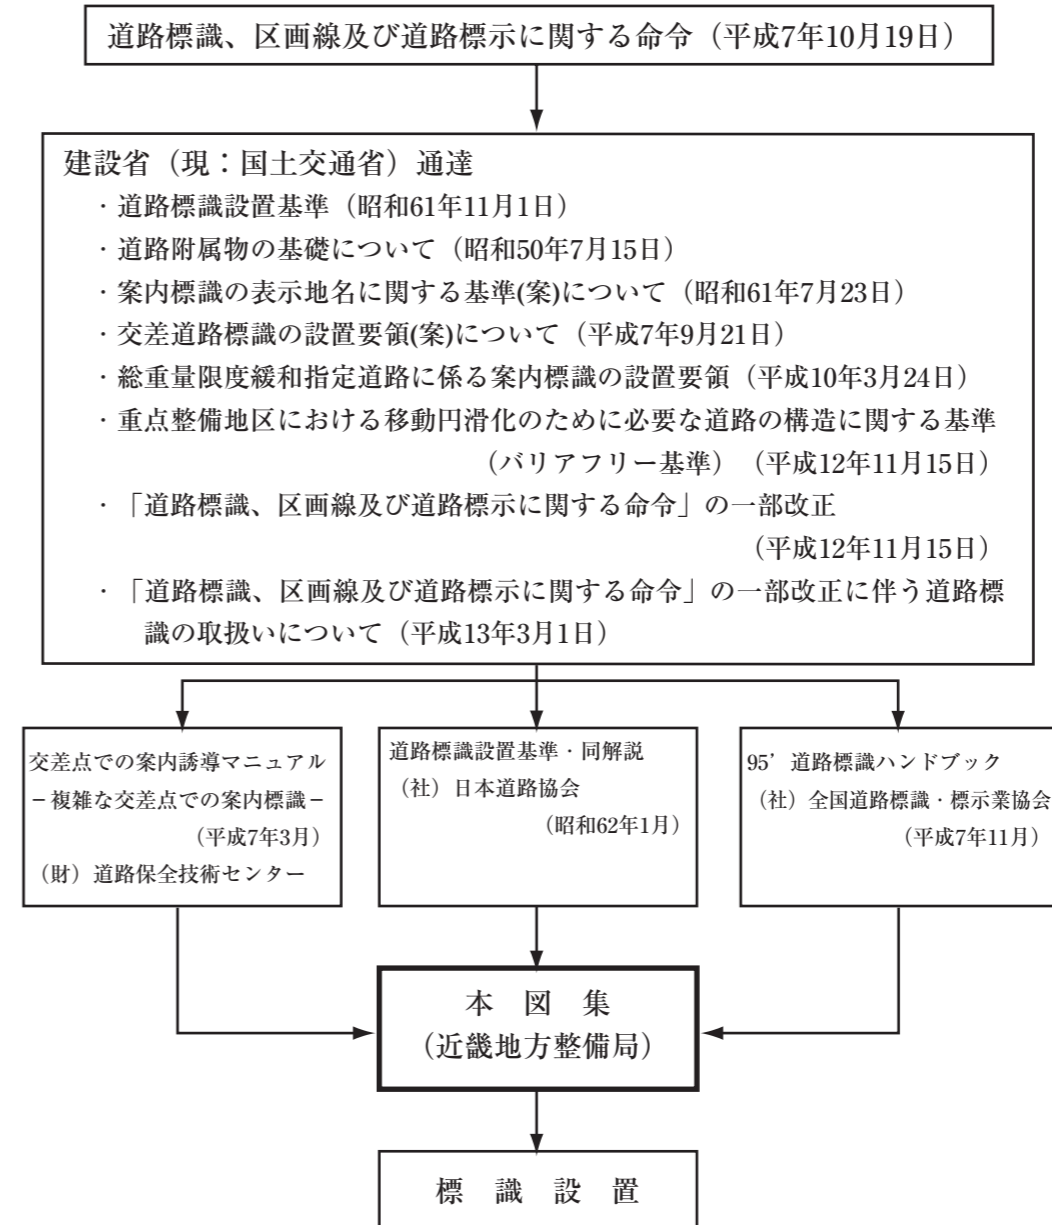 道路標識、区画線及び道路標示に関する命令（平成7年10月19日）
建設省（現：国土交通省）通達
・道路標識設置基準（昭和61年11月1日）
・道路附属物の基礎について（昭和50年7月15日）
・案内標識の表示地名に関する基準(案)について（昭和61年7月23日）
・交差道路標識の設置要領(案)について（平成7年9月21日）
・総重量限度緩和指定道路に係る案内標識の設置要領（平成10年3月24日）
・重点整備地区における移動円滑化のために必要な道路の構造に関する基準
（バリアフリー基準）（平成12年11月15日）
・「道路標識、区画線及び道路標示に関する命令」の一部改正
（平成12年11月15日）
・「道路標識、区画線及び道路標示に関する命令」の一部改正に伴う道路標
識の取扱いについて（平成13年3月1日）
交差点での案内誘導マニュアル
－複雑な交差点での案内標識－
（平成7年3月）
（財）道路保全技術センター
道路標識設置基準・同解説
（社）日本道路協会
（昭和62年1月）
95’道路標識ハンドブック
（社）全国道路標識・標示業協会
（平成7年11月）
本　図　集
（近畿地方整備局）
標　識　設　置